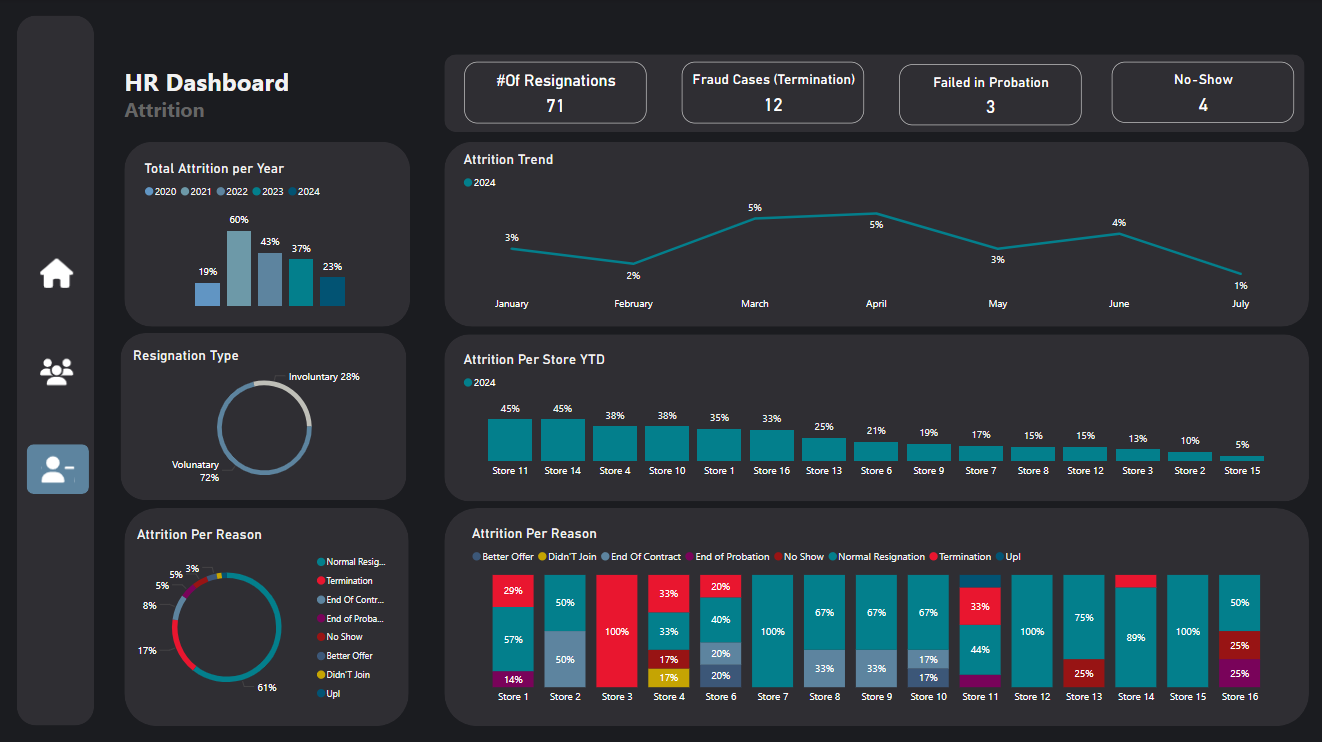 HR Dashboard
Attrition
#Of Resignations
71
Fraud Cases (Termination)
12
Failed in Probation
3
No-Show
4
Total Attrition per Year
2020 2021 2022 2023 2024
19% 60% 43% 37% 23%
Attrition Trend
2024
3% 2% 5% 5% 3% 4% 1%
January February March April May June July
Resignation Type
Involuntary 28%
Volunatary
72%
Attrition Per Store YTD
2024
45% 45% 38% 38% 35% 33% 25% 21% 19% 17% 15% 15% 13% 10% 5%
Store 11 Store 14 Store 4 Store 10 Store 1 Store 16 Store 13 Store 6 Store 9 Store 7 Store 8 Store 12 Store 3 Store 2 Store 15
Attrition Per Reason
3%
5%
5%
8%
17%
61%
Normal Resig...
Termination
End Of Contr...
End of Proba...
No Show
Better Offer
Didn'T Join
Upl
Attrition Per Reason
Better Offer Didn'T Join End Of Contract End of Probation No Show Normal Resignation Termination Upl
29% 57% 14%
50% 50%
100%
33% 33% 17% 17%
20% 40% 20% 20%
100%
67% 33%
67% 33%
67% 17% 17%
33% 44%
100%
75% 25%
89%
100%
50% 25% 25%
Store 1 Store 2 Store 3 Store 4 Store 6 Store 7 Store 8 Store 9 Store 10 Store 11 Store 12 Store 13 Store 14 Store 15 Store 16